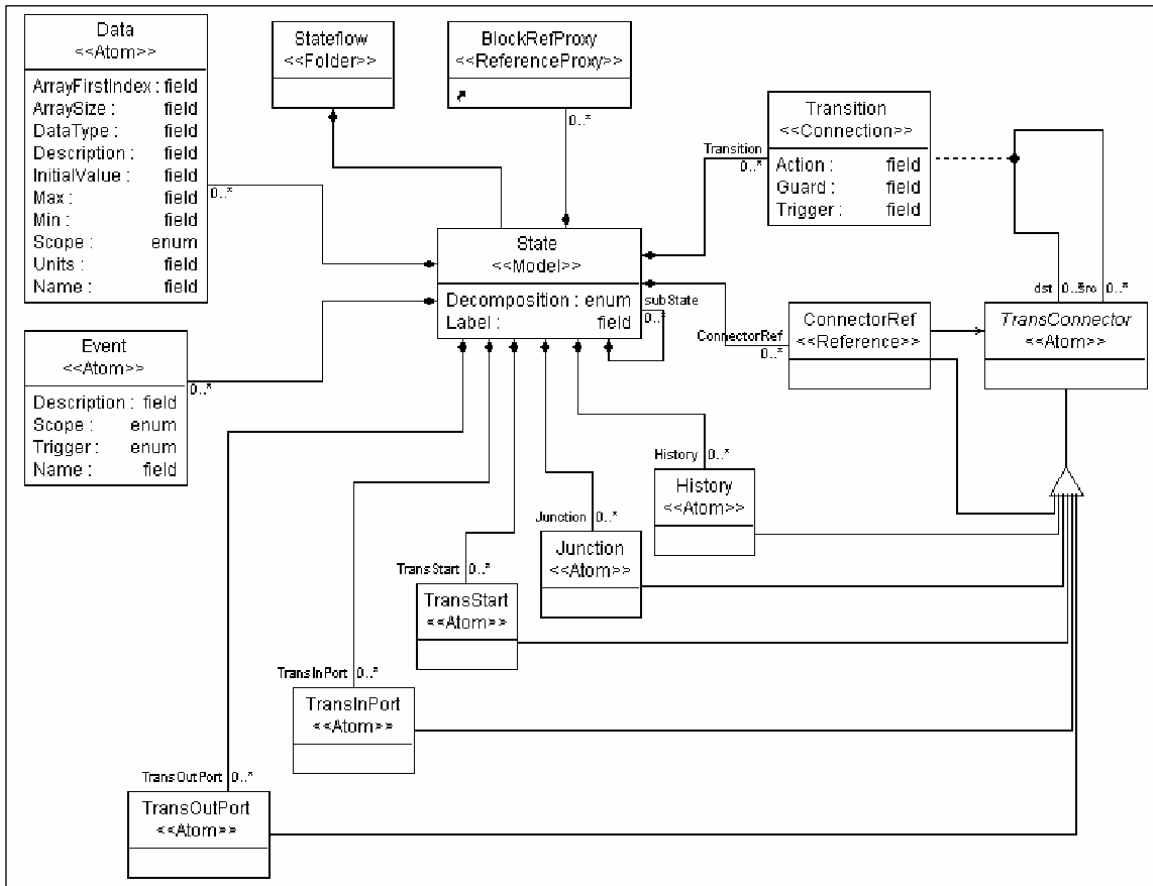 Data
<<Atom>>
ArrayFirstIndex : field
ArraySize : field
DataType : field
Description : field
InitialValue : field
Max : field
Min : field
Scope : enum
Units : field
Name : field
0..*
Stateflow
<<Folder>>
BlockRefProxy
<<ReferenceProxy>>
0..*
Transition
<<Connection>>
Action : field
Guard : field
Trigger : field
Transition
0..*
State
<<Model>>
Decomposition : enum
Label : field
subState
0..*
Event
<<Atom>>
Description : field
Scope : enum
Trigger : enum
Name : field
0..*
ConnectorRef
0..*
ConnectorRef
<<Reference>>
dst 0..*
src 0..*
TransConnector
<<Atom>>
History 0..*
History
<<Atom>>
Junction 0..*
Junction
<<Atom>>
TransStart 0..*
TransStart
<<Atom>>
TransInPort 0..*
TransInPort
<<Atom>>
TransOutPort 0..*
TransOutPort
<<Atom>>